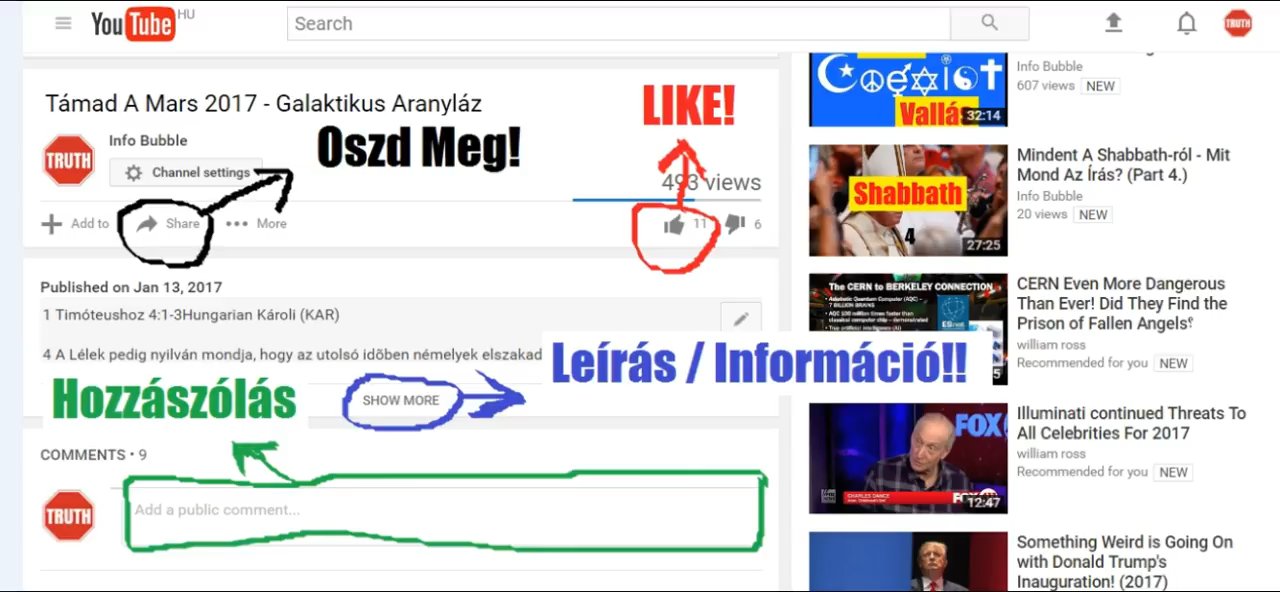 YouTube HU
Search
TRUTH
Támad A Mars 2017 - Galaktikus Aranyláz
TRUTH
Info Bubble
Channel settings
Oszd Meg!
LIKE!
493 views
Add to
Share
More
11
6
Published on Jan 13, 2017
1 Timóteushoz 4:1-3Hungarian Károli (KAR)
4 A Lélek pedig nyilván mondja, hogy az utolsó időben némelyek elszakad
Leírás / Információ!!
Hozzászólás
SHOW MORE
COMMENTS • 9
TRUTH
Add a public comment...
Coexist
Vallás
32:14
Info Bubble
607 views NEW
Shabbath
4
27:25
Mindent A Shabbath-ról - Mit
Mond Az Írás? (Part 4.)
Info Bubble
20 views NEW
The CERN to BERKELEY CONNECTION
CERN Even More Dangerous
Than Ever! Did They Find the
Prison of Fallen Angels؟
william ross
Recommended for you NEW
FOX
CHARLES DANCE
12:47
Illuminati continued Threats To
All Celebrities For 2017
william ross
Recommended for you NEW
Something Weird is Going On
with Donald Trump's
Inauguration! (2017)